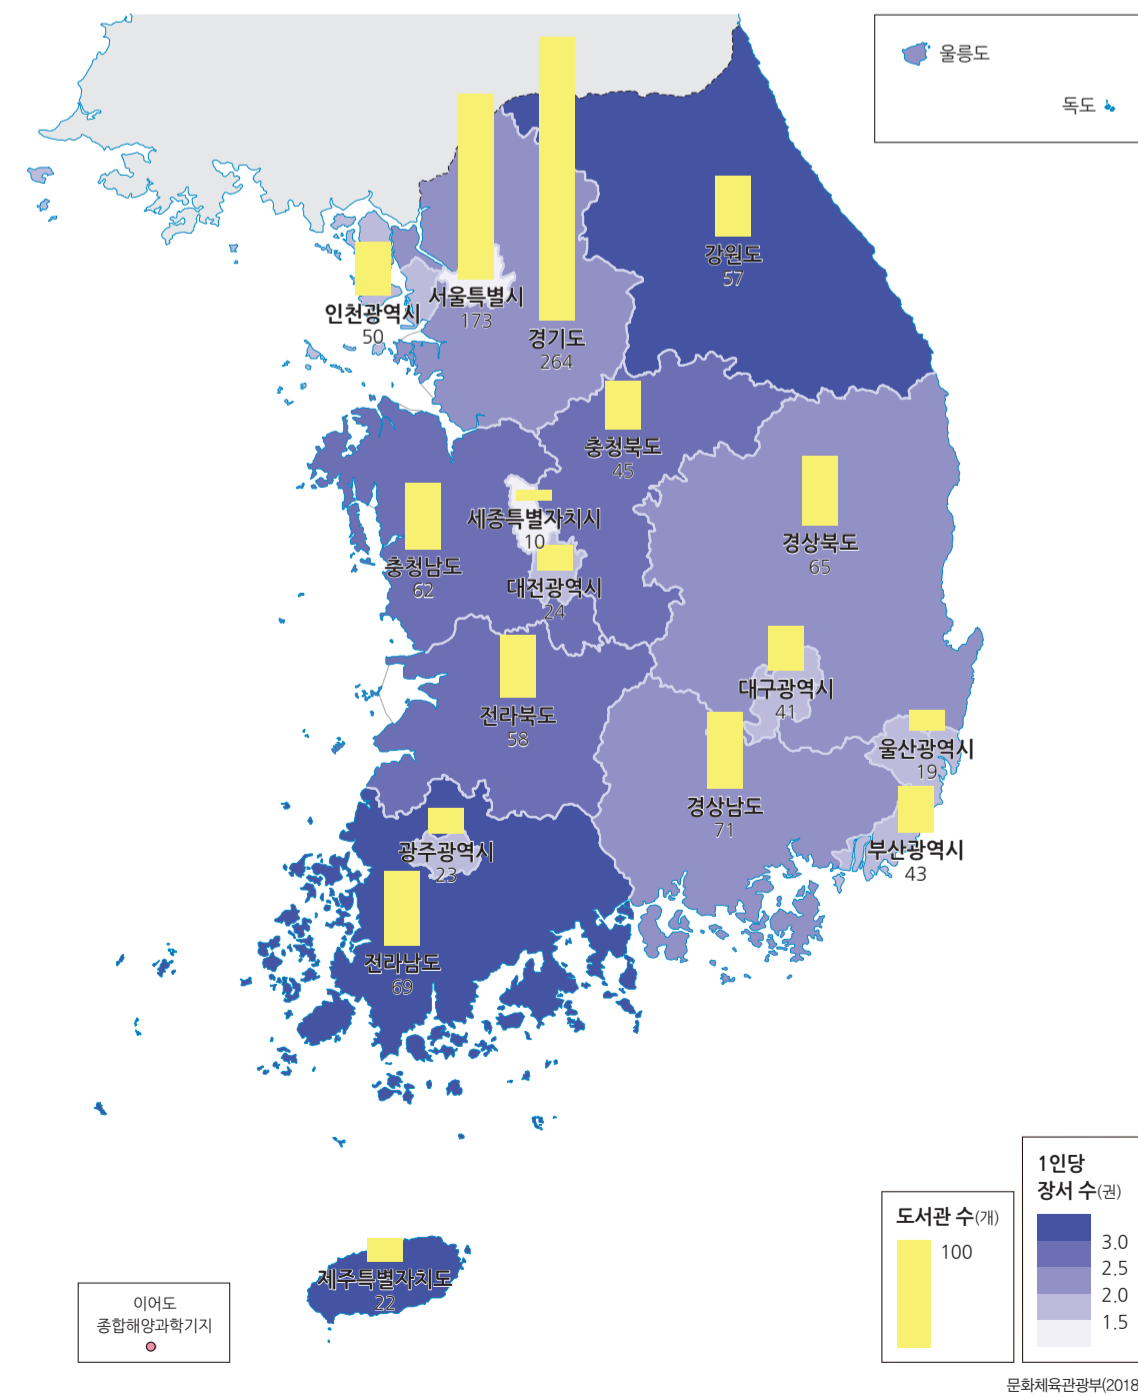 울릉도
독도
강원도
57
서울특별시
173
인천광역시
50
경기도
264
충청북도
45
경상북도
65
세종특별자치시
10
충청남도
62
대전광역시
24
대구광역시
41
전라북도
58
울산광역시
19
경상남도
71
부산광역시
43
광주광역시
23
전라남도
69
제주특별자치도
22
이어도
종합해양과학기지
도서관 수(개)
100
1인당
장서 수(권)
3.0
2.5
2.0
1.5
문화체육관광부(2018